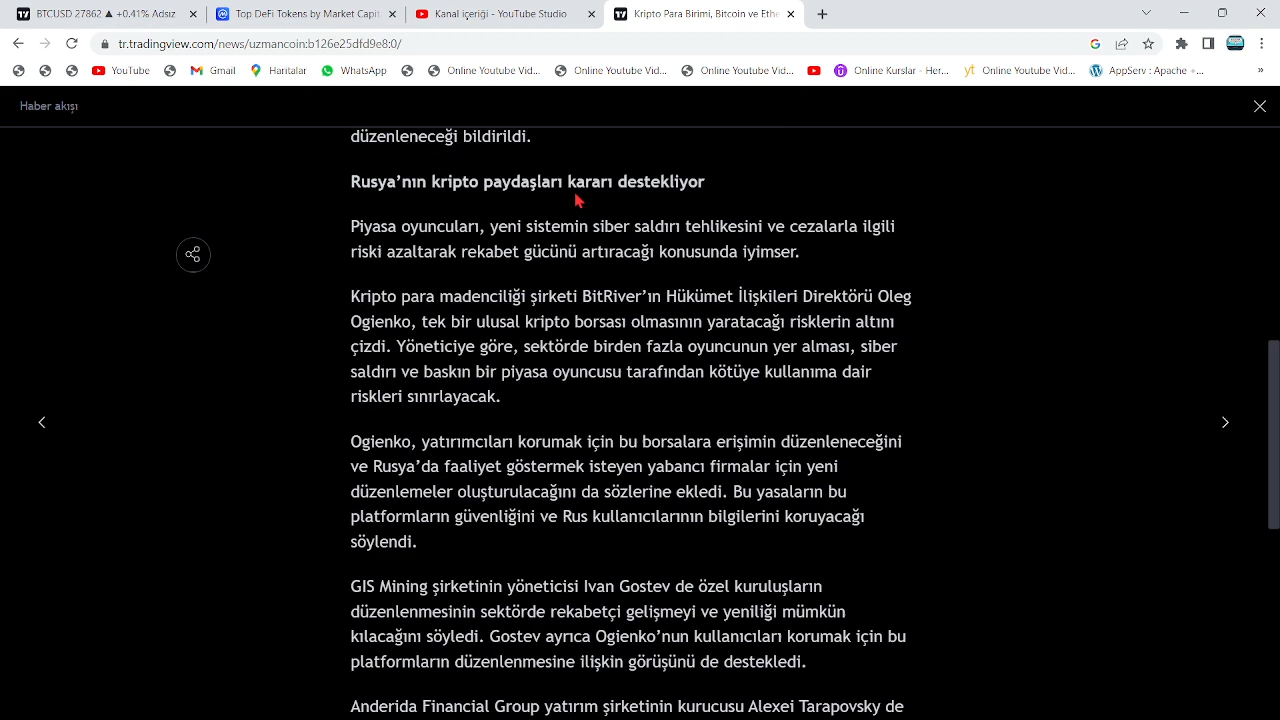 BTCUSD 27862 ▲ +0.41% Adsız
Top DeFi Tokens by Market Capit
Kanal içeriği - YouTube Studio
Kripto Para Birimi, Bitcoin ve Ethe
tr.tradingview.com/news/uzmancoin:b126e25dfd9e8:0/
YouTube
Gmail
Haritalar
WhatsApp
Online Youtube Vid...
Online Youtube Vid...
Online Youtube Vid...
Online Kurslar - Her...
yt Online Youtube Vid...
AppServ : Apache +...
»
Haber akışı
düzenleneceği bildirildi.
Rusya’nın kripto paydaşları kararı destekliyor
Piyasa oyuncuları, yeni sistemin siber saldırı tehlikesini ve cezalarla ilgili
riski azaltarak rekabet gücünü artıracağı konusunda iyimser.
Kripto para madenciliği şirketi BitRiver’ın Hükümet İlişkileri Direktörü Oleg
Ogienko, tek bir ulusal kripto borsası olmasının yaratacağı risklerin altını
çizdi. Yöneticiye göre, sektörde birden fazla oyuncunun yer alması, siber
saldırı ve baskın bir piyasa oyuncusu tarafından kötüye kullanıma dair
riskleri sınırlayacak.
Ogienko, yatırımcıları korumak için bu borsalara erişimin düzenleneceğini
ve Rusya’da faaliyet göstermek isteyen yabancı firmalar için yeni
düzenlemeler oluşturulacağını da sözlerine ekledi. Bu yasaların bu
platformların güvenliğini ve Rus kullanıcılarının bilgilerini koruyacağı
söylendi.
GIS Mining şirketinin yöneticisi Ivan Gostev de özel kuruluşların
düzenlenmesinin sektörde rekabetçi gelişmeyi ve yeniliği mümkün
kılacağını söyledi. Gostev ayrıca Ogienko’nun kullanıcıları korumak için bu
platformların düzenlenmesine ilişkin görüşünü de destekledi.
Anderida Financial Group yatırım şirketinin kurucusu Alexei Tarapovsky de